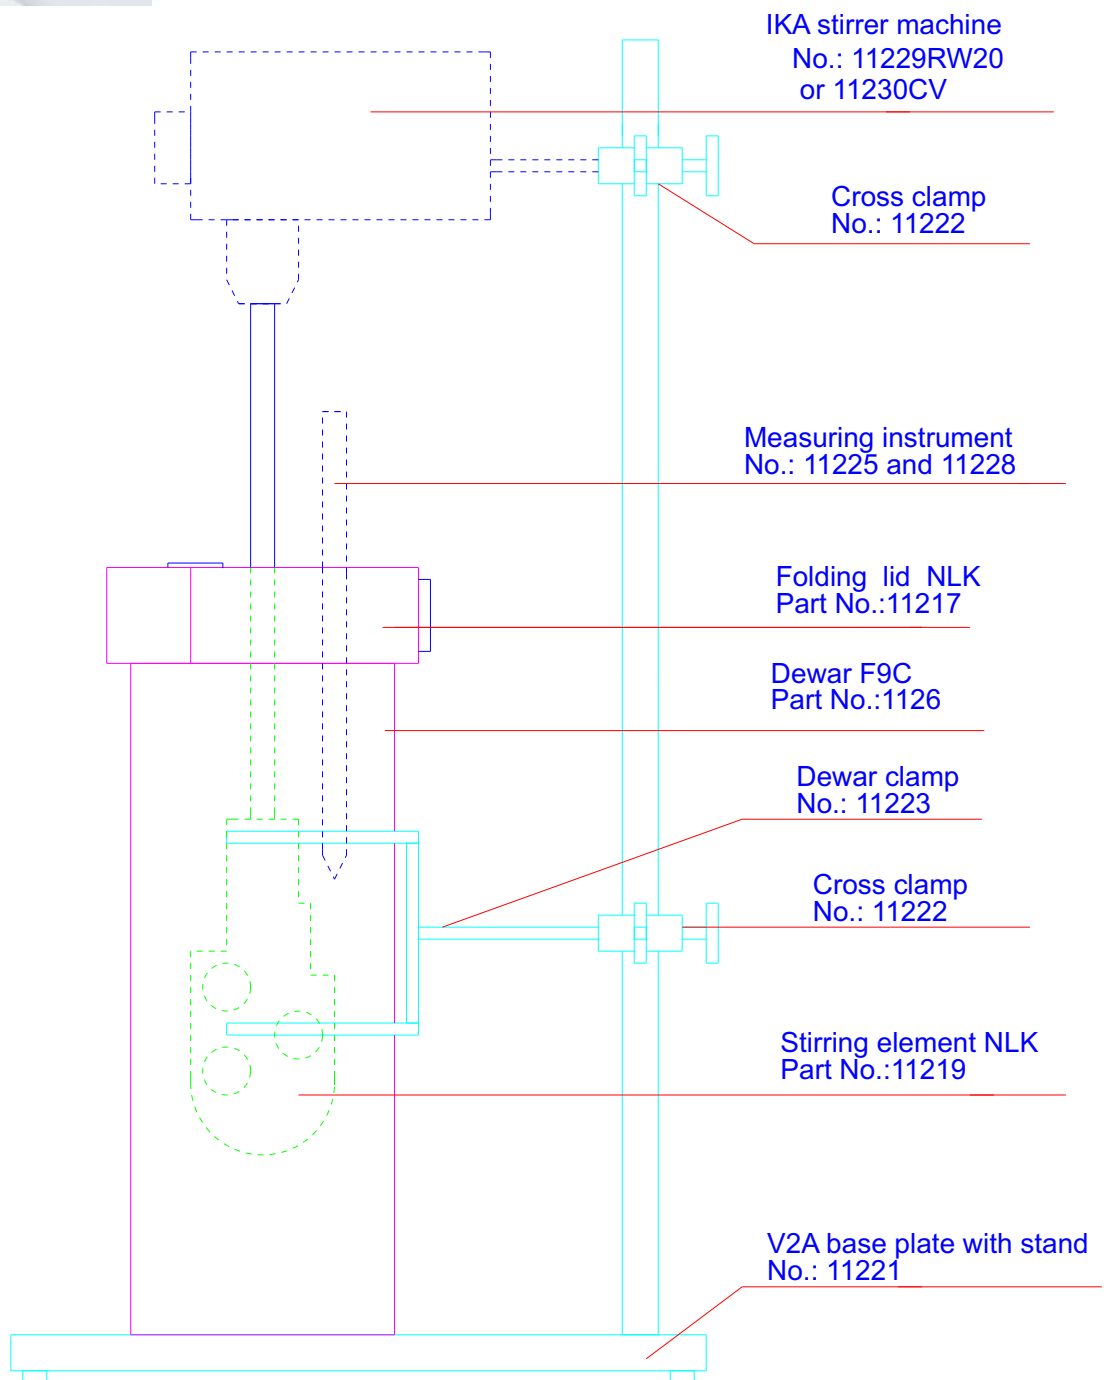 IKA stirrer machine
No.: 11229RW20
or 11230CV
Cross clamp
No.: 11222
Measuring instrument
No.: 11225 and 11228
Folding lid NLK
Part No.:11217
Dewar F9C
Part No.:1126
Dewar clamp
No.: 11223
Cross clamp
No.: 11222
Stirring element NLK
Part No.:11219
V2A base plate with stand
No.: 11221